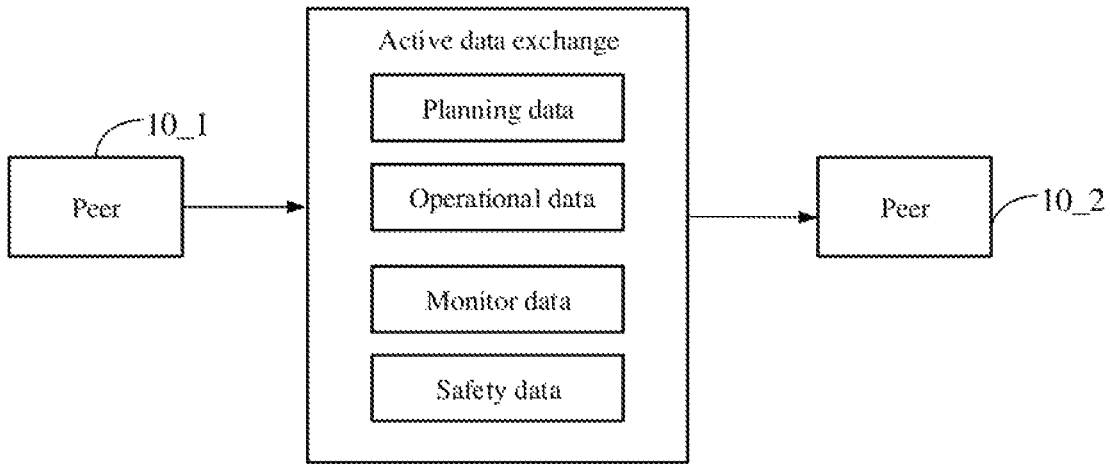 Active data exchange
Planning data
10_1
Peer
Operational data
Peer
10_2
Monitor data
Safety data